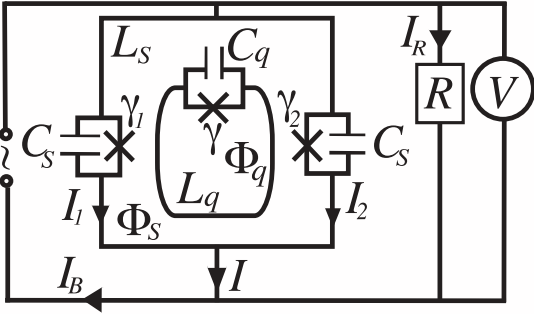 L_S
C_q
I_R
γ_1
γ_2
R
V
~
C_S
γ
Φ_q
C_S
L_q
I_1
Φ_S
I_2
I_B
I